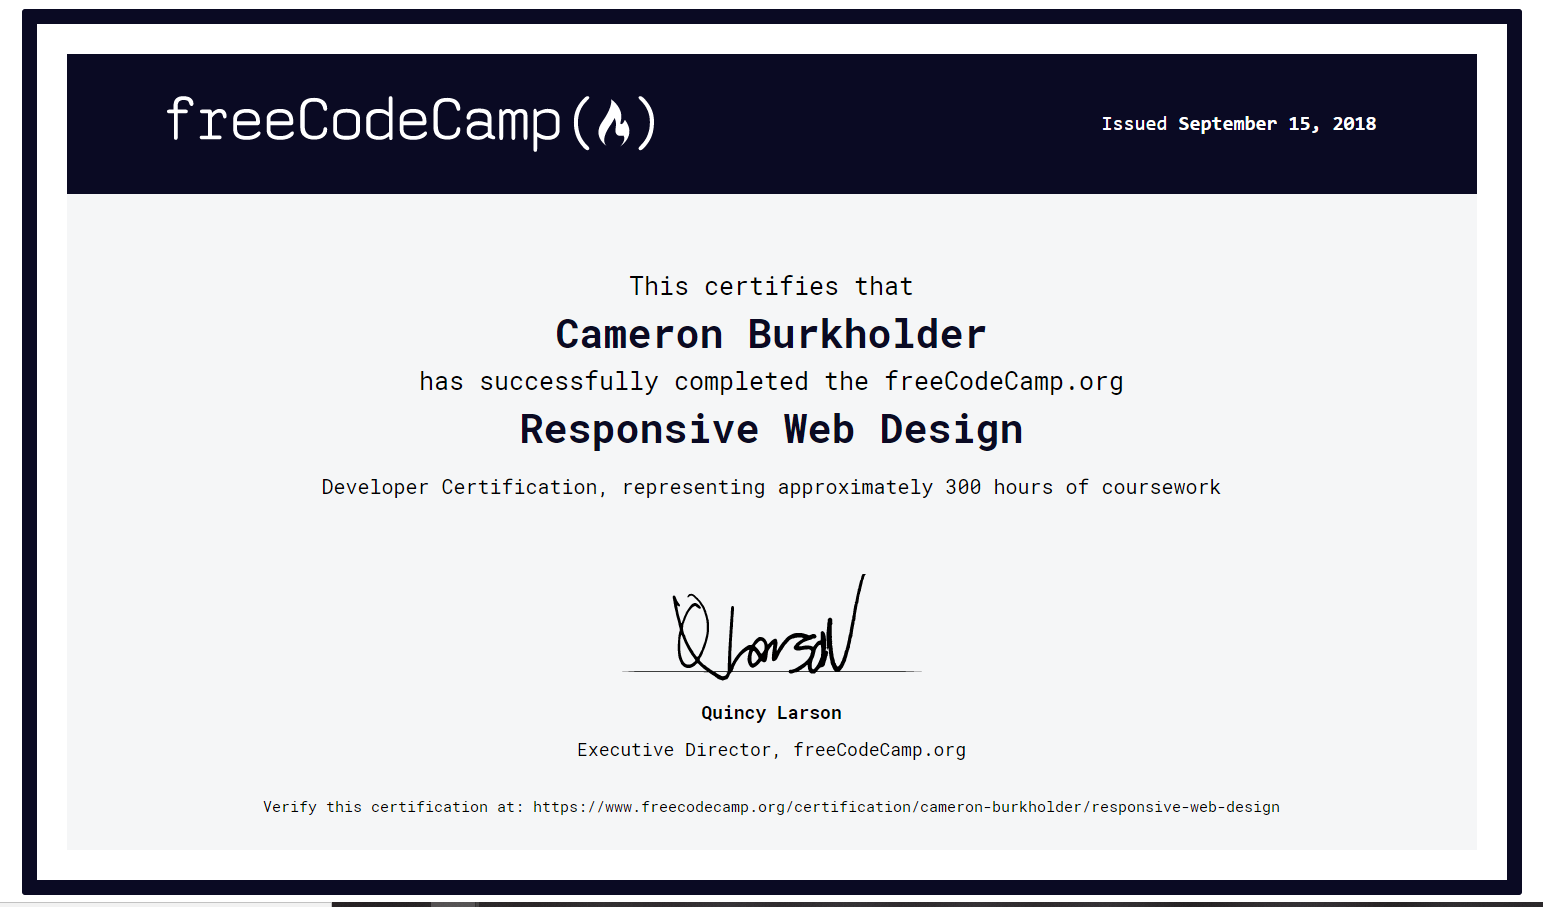 freeCodeCamp(🔥)
Issued September 15, 2018
This certifies that
Cameron Burkholder
has successfully completed the freeCodeCamp.org
Responsive Web Design
Developer Certification, representing approximately 300 hours of coursework
Q Larson
Quincy Larson
Executive Director, freeCodeCamp.org
Verify this certification at: https://www.freecodecamp.org/certification/cameron-burkholder/responsive-web-design